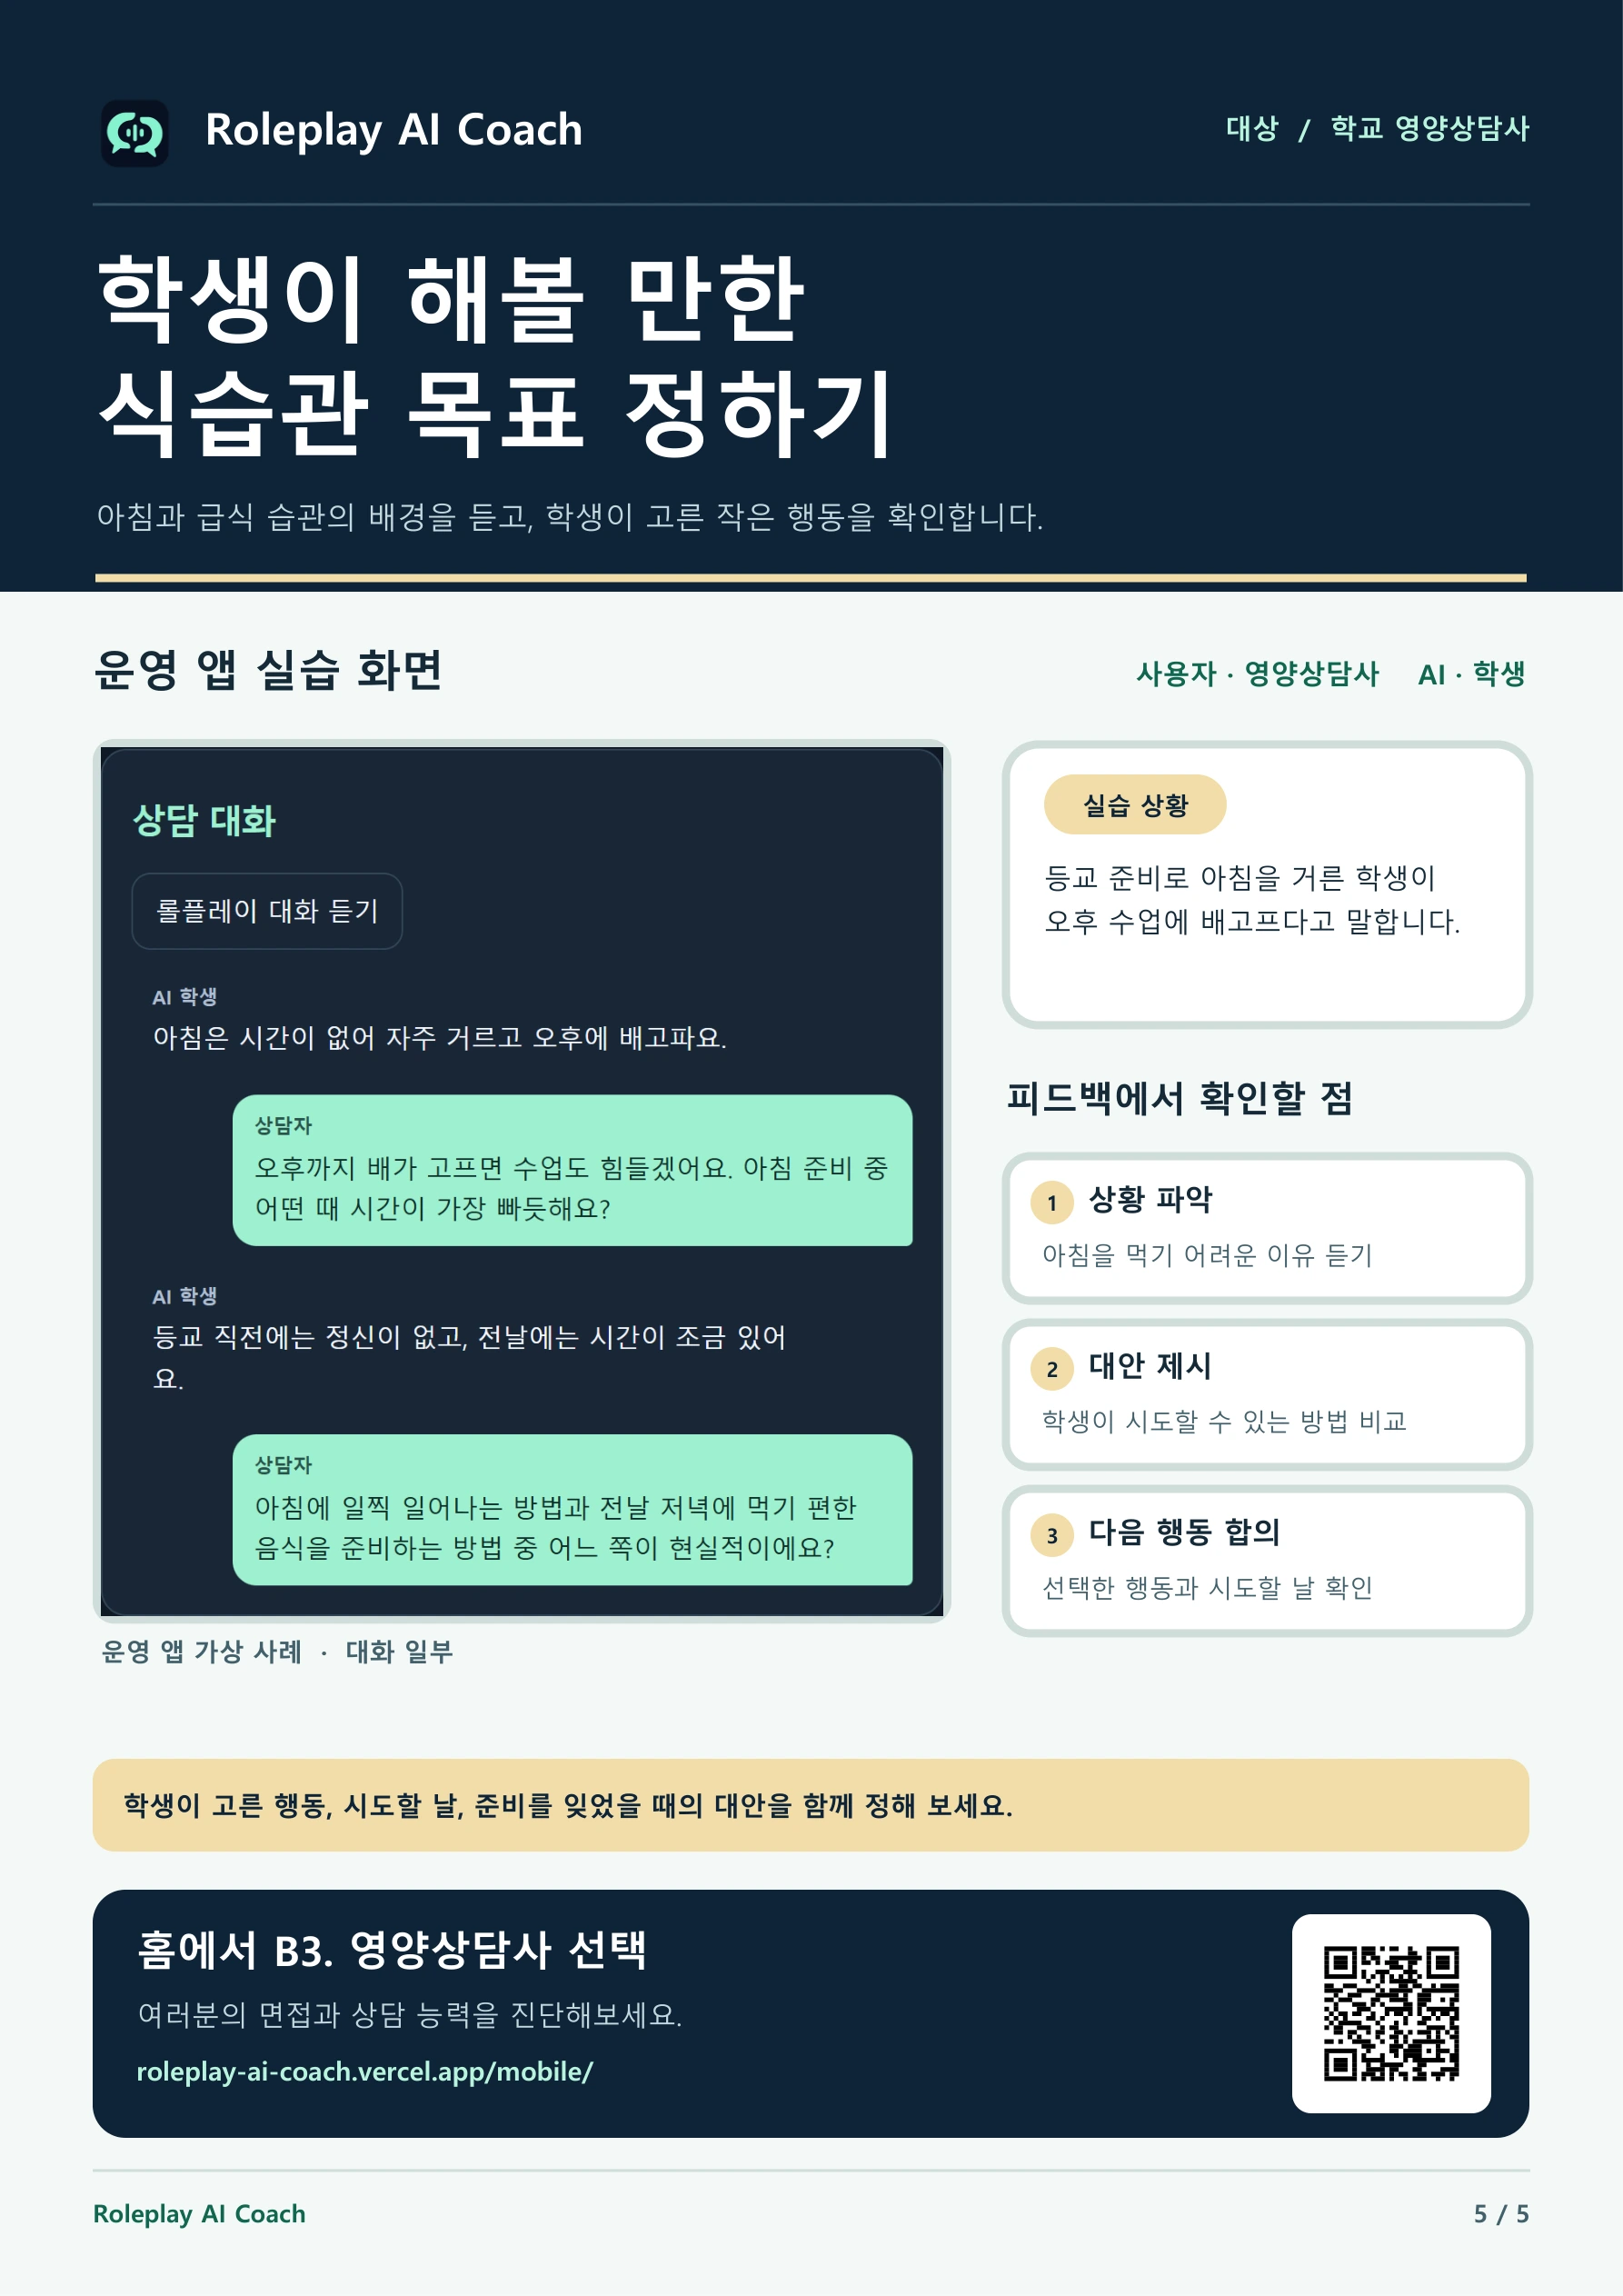 Roleplay AI Coach
대상 / 학교 영양상담사
학생이 해볼 만한
식습관 목표 정하기
아침과 급식 습관의 배경을 듣고, 학생이 고른 작은 행동을 확인합니다.
운영 앱 실습 화면
사용자 · 영양상담사 AI · 학생
상담 대화
롤플레이 대화 듣기
AI 학생
아침은 시간이 없어 자주 거르고 오후에 배고파요.
상담자
오후까지 배가 고프면 수업도 힘들겠어요. 아침 준비 중
어떤 때 시간이 가장 빠듯해요?
AI 학생
등교 직전에는 정신이 없고, 전날에는 시간이 조금 있어
요.
상담자
아침에 일찍 일어나는 방법과 전날 저녁에 먹기 편한
음식을 준비하는 방법 중 어느 쪽이 현실적이에요?
운영 앱 가상 사례 · 대화 일부
실습 상황
등교 준비로 아침을 거른 학생이
오후 수업에 배고프다고 말합니다.
피드백에서 확인할 점
1 상황 파악
아침을 먹기 어려운 이유 듣기
2 대안 제시
학생이 시도할 수 있는 방법 비교
3 다음 행동 합의
선택한 행동과 시도할 날 확인
학생이 고른 행동, 시도할 날, 준비를 잊었을 때의 대안을 함께 정해 보세요.
홈에서 B3. 영양상담사 선택
여러분의 면접과 상담 능력을 진단해보세요.
roleplay-ai-coach.vercel.app/mobile/
Roleplay AI Coach
5 / 5